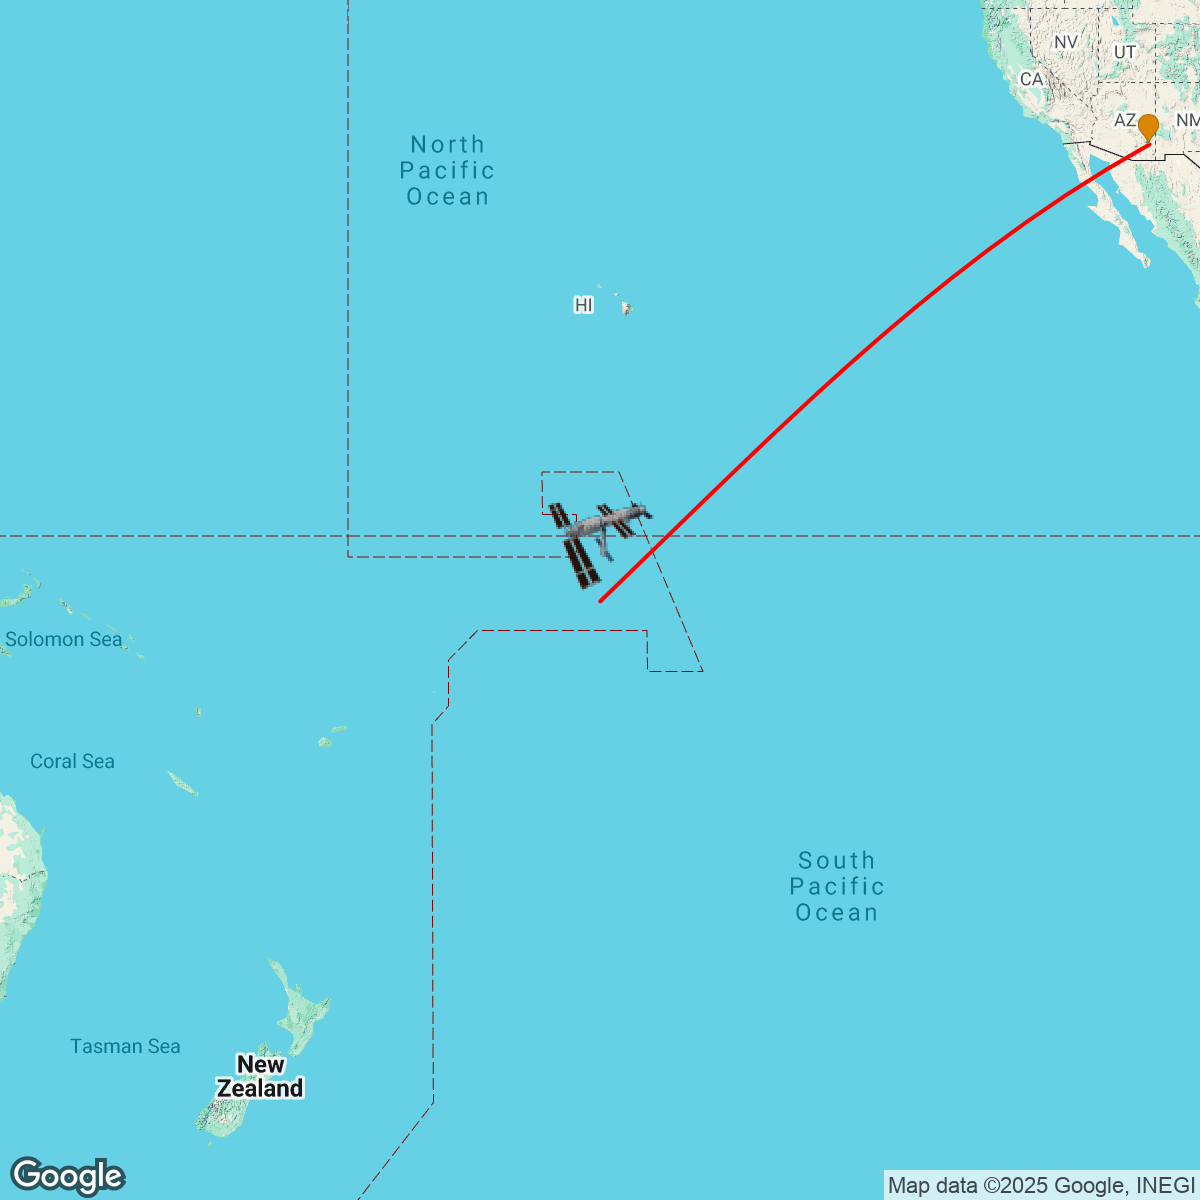 NV
UT
CA
AZ
NM
North
Pacific
Ocean
HI
Solomon Sea
Coral Sea
South
Pacific
Ocean
Tasman Sea
New
Zealand
Google
Map data ©2025 Google, INEGI